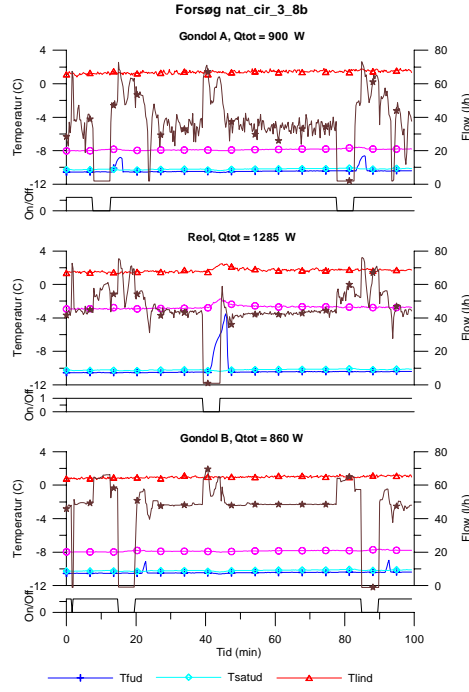 Forsøg nat_cir_3_8b
Gondol A, Qtot = 900 W
Temperatur (C)
4
0
-4
-8
-12
Flow (l/h)
80
60
40
20
0
On/Off
0
Reol, Qtot = 1285 W
Temperatur (C)
4
0
-4
-8
-12
Flow (l/h)
80
60
40
20
0
On/Off
1
0
Gondol B, Qtot = 860 W
Temperatur (C)
4
0
-4
-8
-12
Flow (l/h)
80
60
40
20
0
On/Off
0
0 20 40 60 80 100
Tid (min)
Tfud Tsatud Tlind